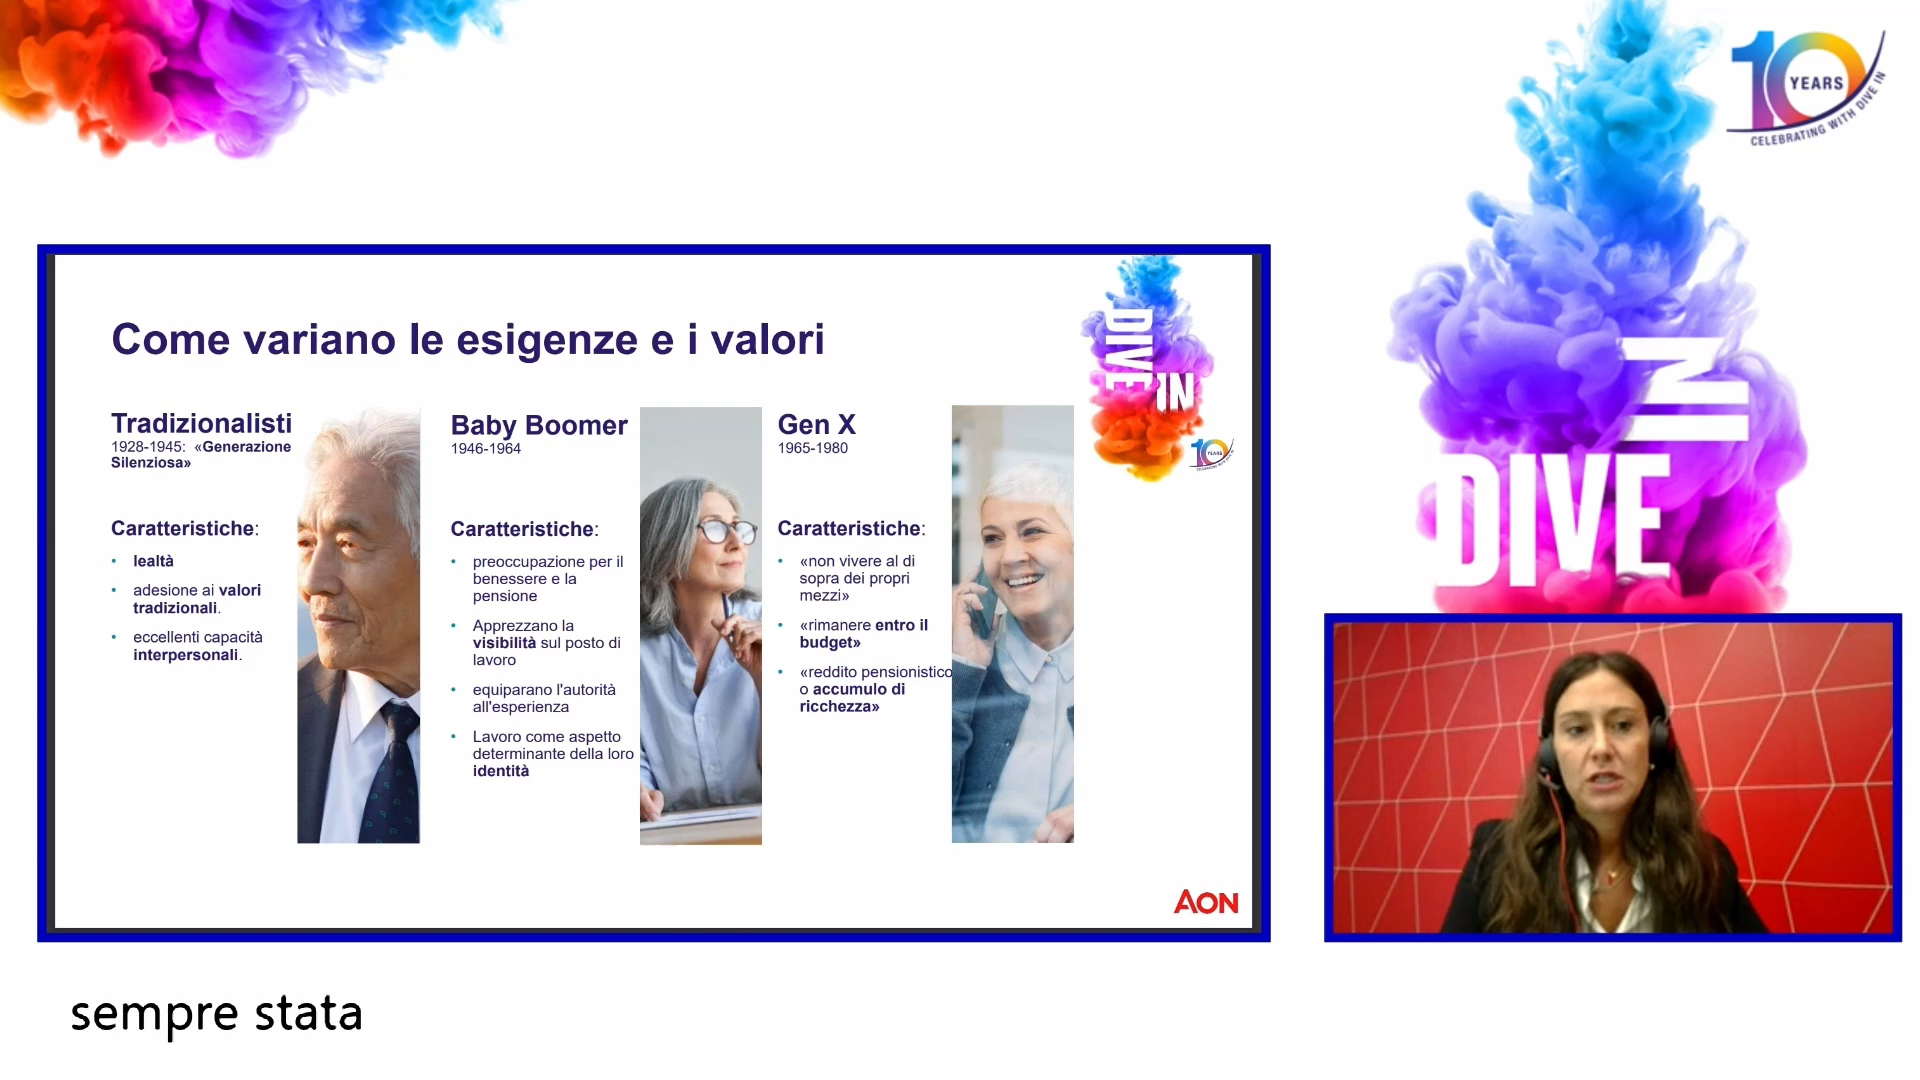 10 YEARS
CELEBRATING WITH DIVE IN
Come variano le esigenze e i valori
DIVE
IN
10 YEARS
Tradizionalisti
1928-1945: «Generazione
Silenziosa»
Caratteristiche:
• lealtà
• adesione ai valori
tradizionali.
• eccellenti capacità
interpersonali.
Baby Boomer
1946-1964
Caratteristiche:
• preoccupazione per il
benessere e la
pensione
• Apprezzano la
visibilità sul posto di
lavoro
• equiparano l'autorità
all'esperienza
• Lavoro come aspetto
determinante della loro
identità
Gen X
1965-1980
Caratteristiche:
• «non vivere al di
sopra dei propri
mezzi»
• «rimanere entro il
budget»
• «reddito pensionistico
o accumulo di
ricchezza»
AON
DIVE
IN
sempre stata